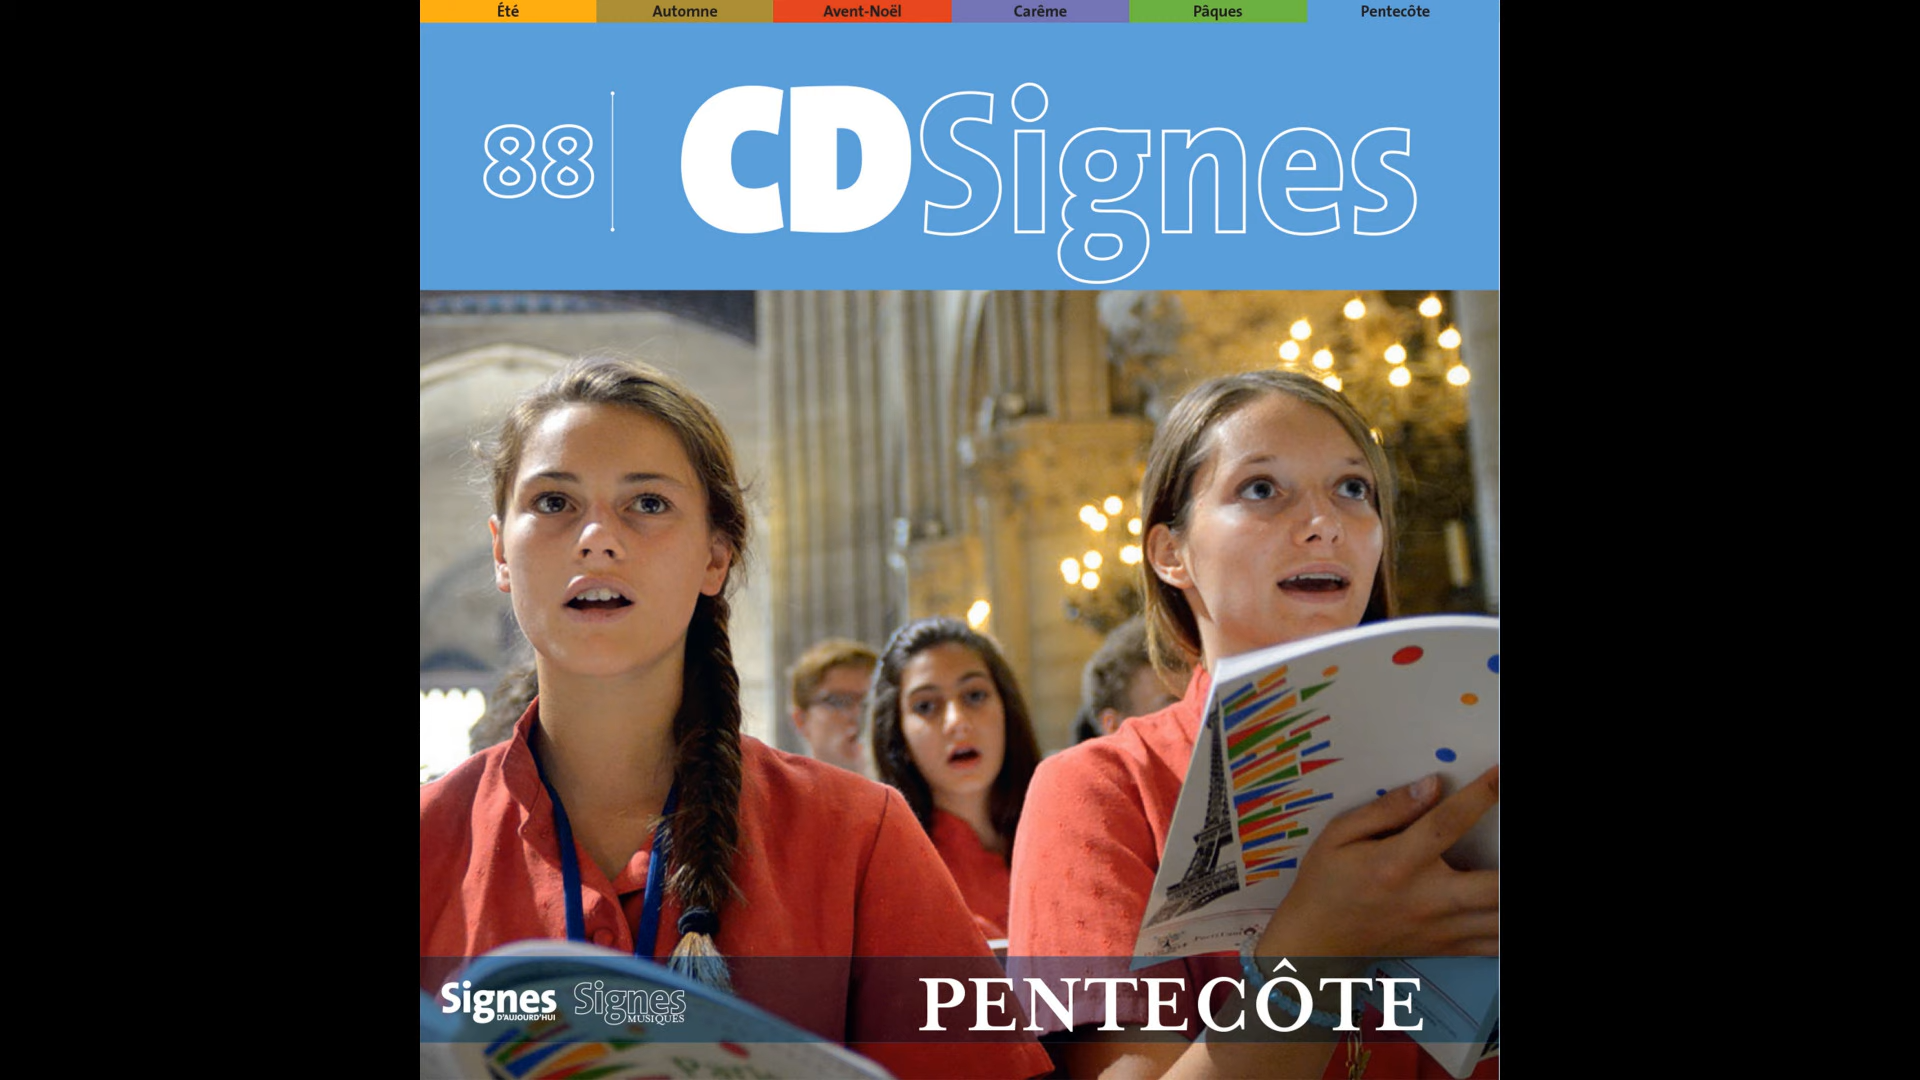 Été Automne Avent-Noël Carême Pâques Pentecôte
88 CDSignes
Signes D'AUJOURD'HUI Signes MUSIQUES
PENTECÔTE